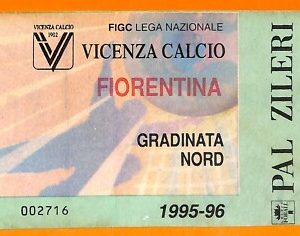 VICENZA CALCIO
1902
FIGC LEGA NAZIONALE
VICENZA CALCIO
FIORENTINA
GRADINATA
NORD
002716
1995-96
PAL ZILERI